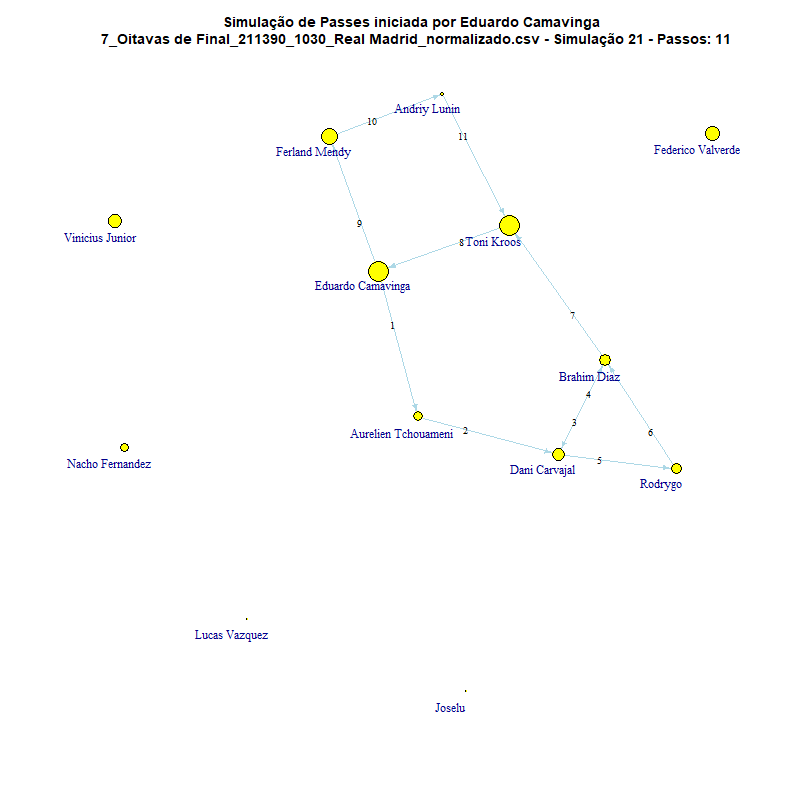 Simulação de Passes iniciada por Eduardo Camavinga
7_Oitavas de Final_211390_1030_Real Madrid_normalizado.csv - Simulação 21 - Passos: 11
Andriy Lunin
10
11
Ferland Mendy
Federico Valverde
9
Vinicius Junior
8
Toni Kroos
Eduardo Camavinga
1
7
Brahim Diaz
4
3
Aurelien Tchouameni
2
6
5
Nacho Fernandez
Dani Carvajal
Rodrygo
Lucas Vazquez
Joselu